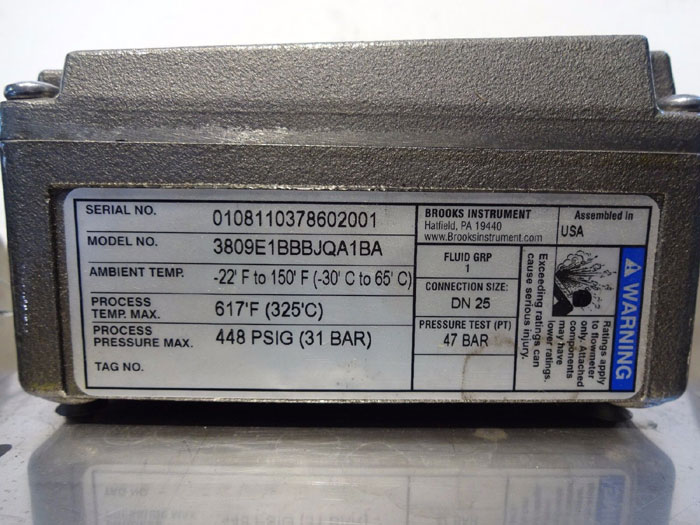 SERIAL NO. 0108110378602001
MODEL NO. 3809E1BBBJQA1BA
AMBIENT TEMP. -22' F to 150' F (-30' C to 65' C)
PROCESS
TEMP. MAX. 617'F (325'C)
PROCESS
PRESSURE MAX. 448 PSIG (31 BAR)
TAG NO.
BROOKS INSTRUMENT
Hatfield, PA 19440
www.Brooksinstrument.com
Assembled in
USA
FLUID GRP
1
CONNECTION SIZE:
DN 25
PRESSURE TEST (PT)
47 BAR
WARNING
Ratings apply
to flowmeter
only. Attached
components
may have
lower ratings.
Exceeding ratings can
cause serious injury.